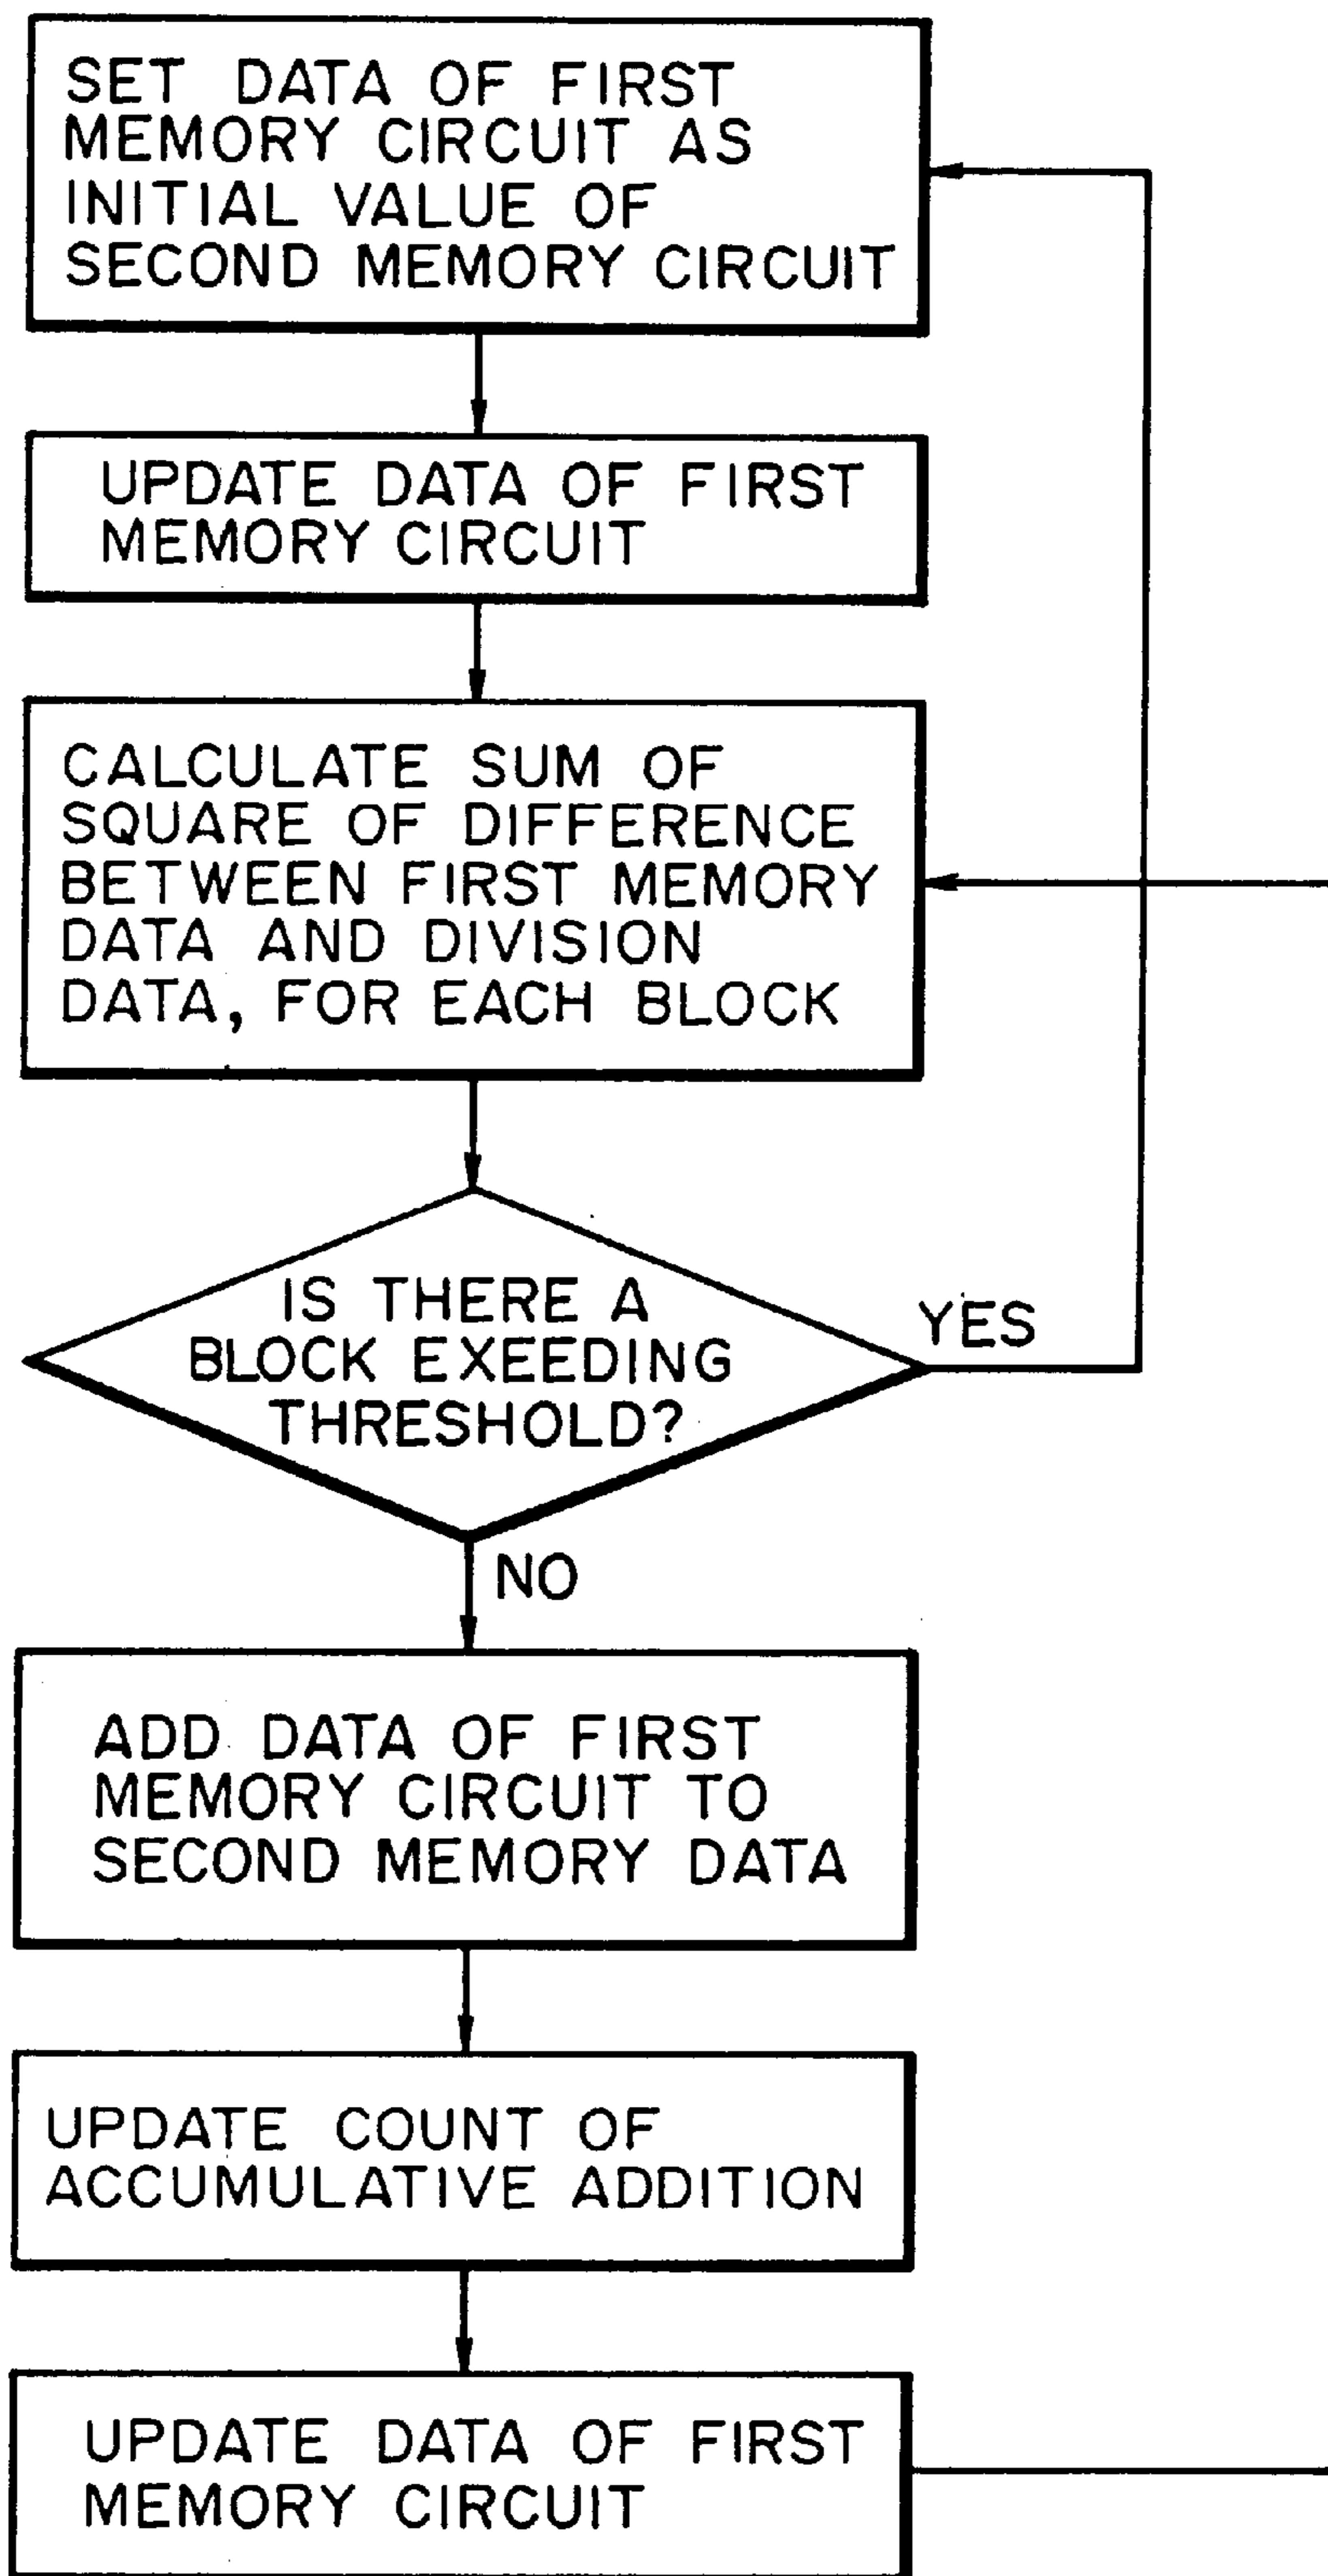 SET DATA OF FIRST
MEMORY CIRCUIT AS
INITIAL VALUE OF
SECOND MEMORY CIRCUIT
UPDATE DATA OF FIRST
MEMORY CIRCUIT
CALCULATE SUM OF
SQUARE OF DIFFERENCE
BETWEEN FIRST MEMORY
DATA AND DIVISION
DATA, FOR EACH BLOCK
IS THERE A
BLOCK EXEEDING
THRESHOLD?
YES
NO
ADD DATA OF FIRST
MEMORY CIRCUIT TO
SECOND MEMORY DATA
UPDATE COUNT OF
ACCUMULATIVE ADDITION
UPDATE DATA OF FIRST
MEMORY CIRCUIT